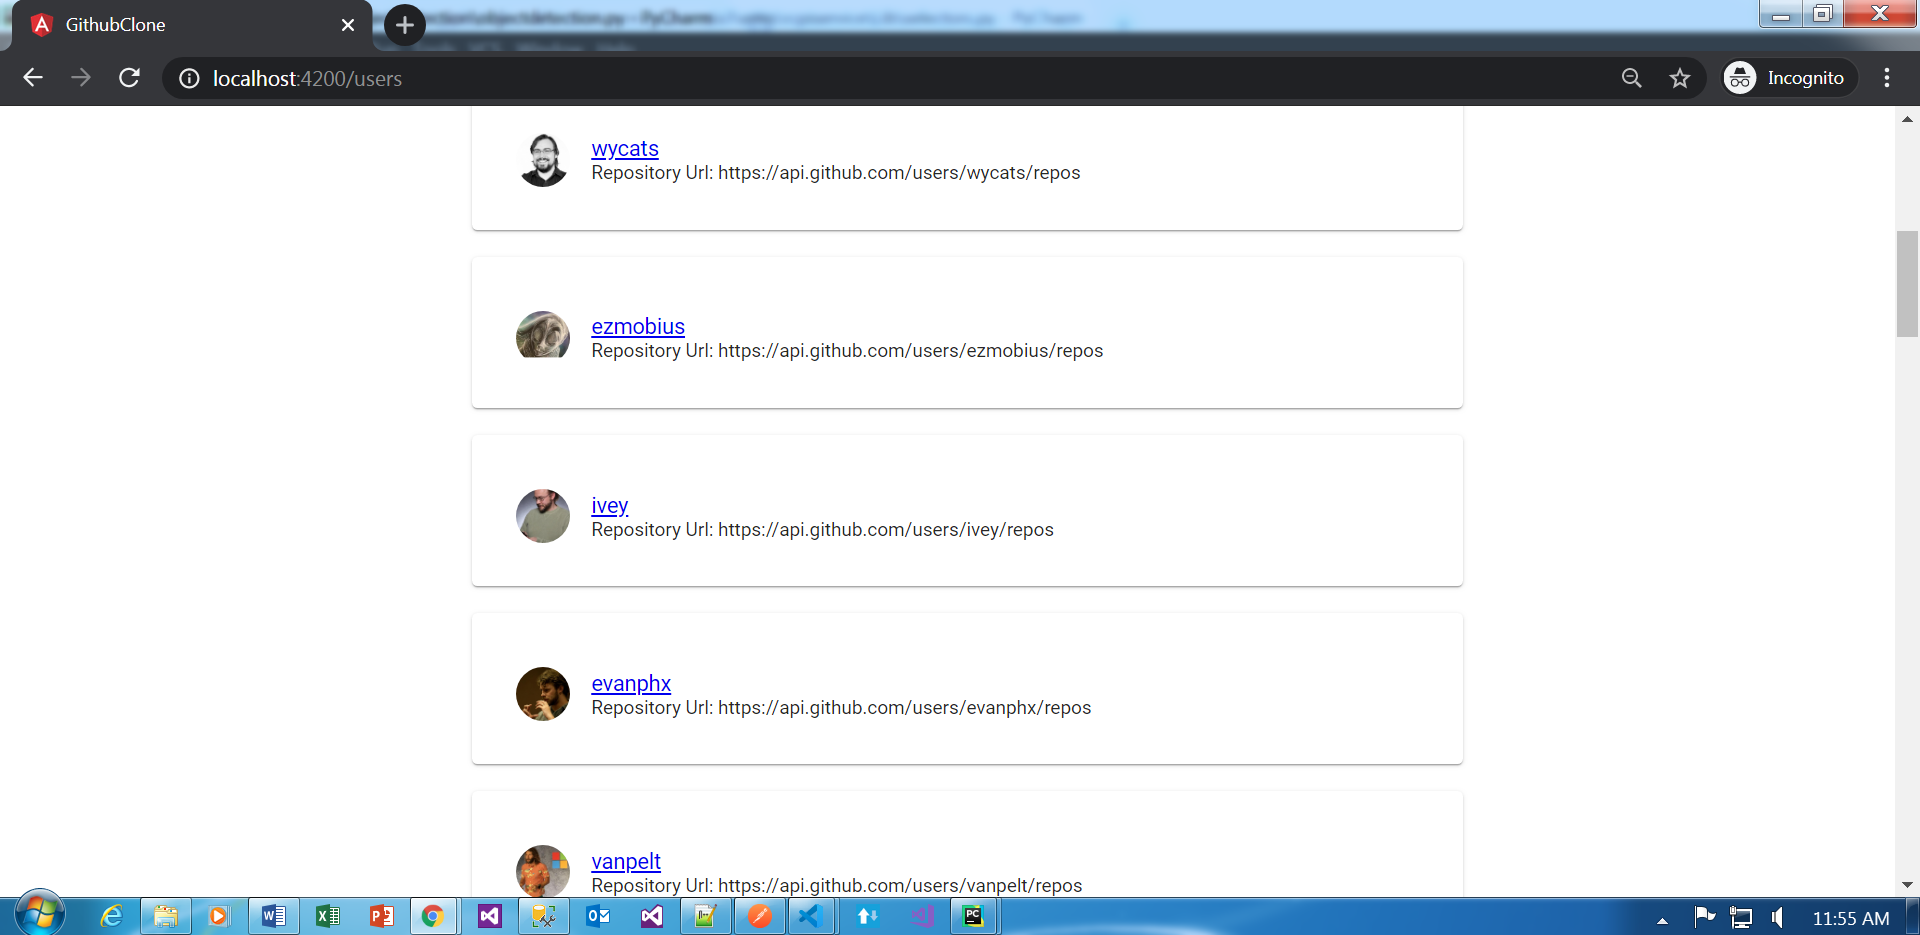 GithubClone
localhost:4200/users
Incognito
wycats
Repository Url: https://api.github.com/users/wycats/repos
ezmobius
Repository Url: https://api.github.com/users/ezmobius/repos
ivey
Repository Url: https://api.github.com/users/ivey/repos
evanphx
Repository Url: https://api.github.com/users/evanphx/repos
vanpelt
Repository Url: https://api.github.com/users/vanpelt/repos
11:55 AM